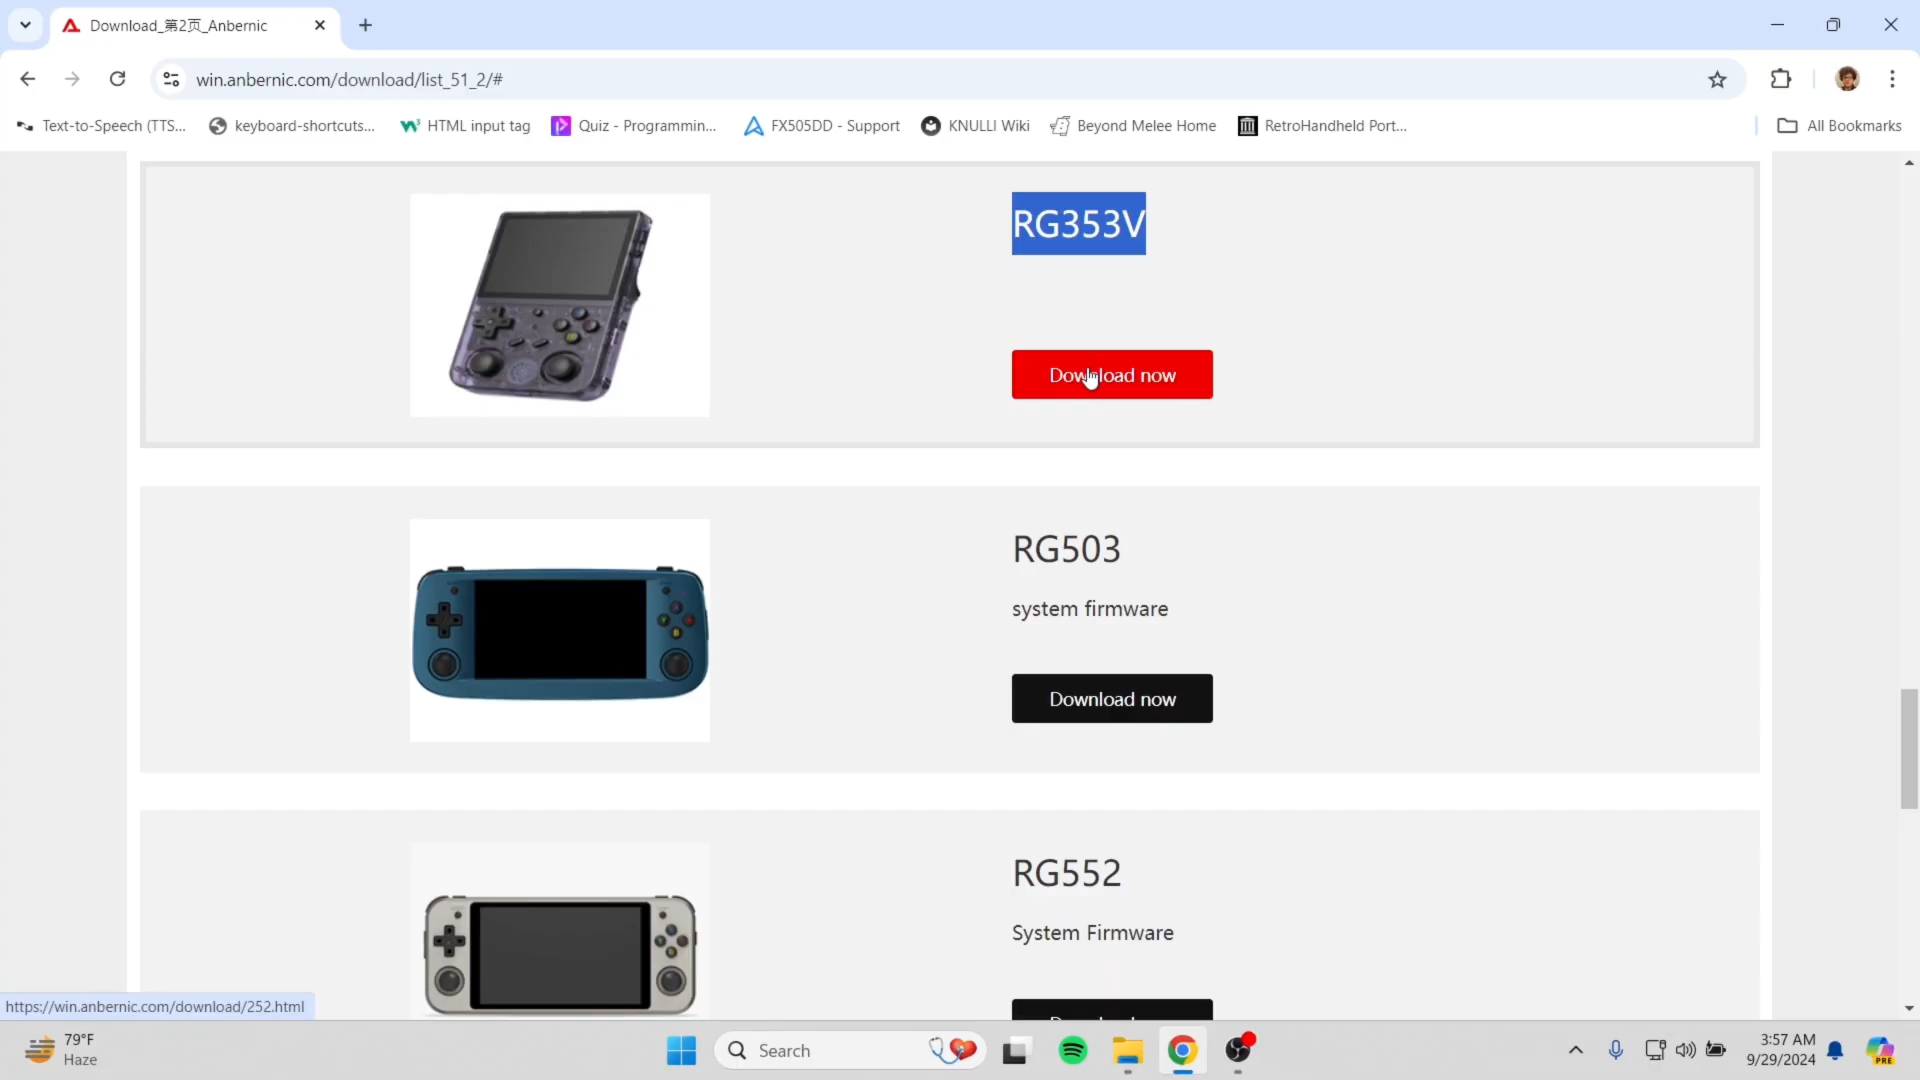 Download_第2页_Anbernic
win.anbernic.com/download/list_51_2/#
Text-to-Speech (TTS...
keyboard-shortcuts...
HTML input tag
Quiz - Programmin...
FX505DD - Support
KNULLI Wiki
Beyond Melee Home
RetroHandheld Port...
All Bookmarks
RG353V
Download now
RG503
system firmware
Download now
RG552
System Firmware
https://win.anbernic.com/download/252.html
79°F
Haze
Search
3:57 AM
9/29/2024
PRE